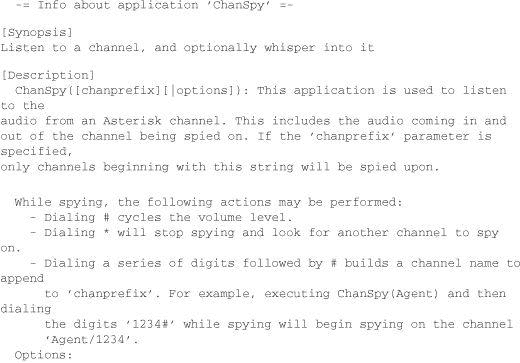 -= Info about application 'ChanSpy' =-
[Synopsis]
Listen to a channel, and optionally whisper into it
[Description]
ChanSpy([chanprefix][|options]): This application is used to listen
to the
audio from an Asterisk channel. This includes the audio coming in and
out of the channel being spied on. If the 'chanprefix' parameter is
specified,
only channels beginning with this string will be spied upon.
While spying, the following actions may be performed:
- Dialing # cycles the volume level.
- Dialing * will stop spying and look for another channel to spy
on.
- Dialing a series of digits followed by # builds a channel name to
append
to 'chanprefix'. For example, executing ChanSpy(Agent) and then
dialing
the digits '1234#' while spying will begin spying on the channel
'Agent/1234'.
Options: